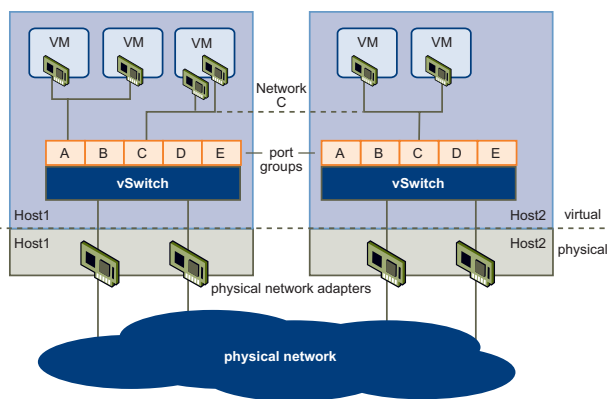 VM
VM
VM
VM
VM
Network
C
A B C D E
port
groups
A B C D E
vSwitch
vSwitch
Host1
Host2
virtual
Host1
Host2
physical
physical network adapters
physical network